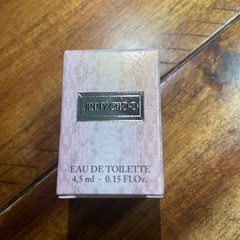 JIMMY CHOO
EAU DE TOILETTE
4,5 ml - 0.15 Fl.Oz.